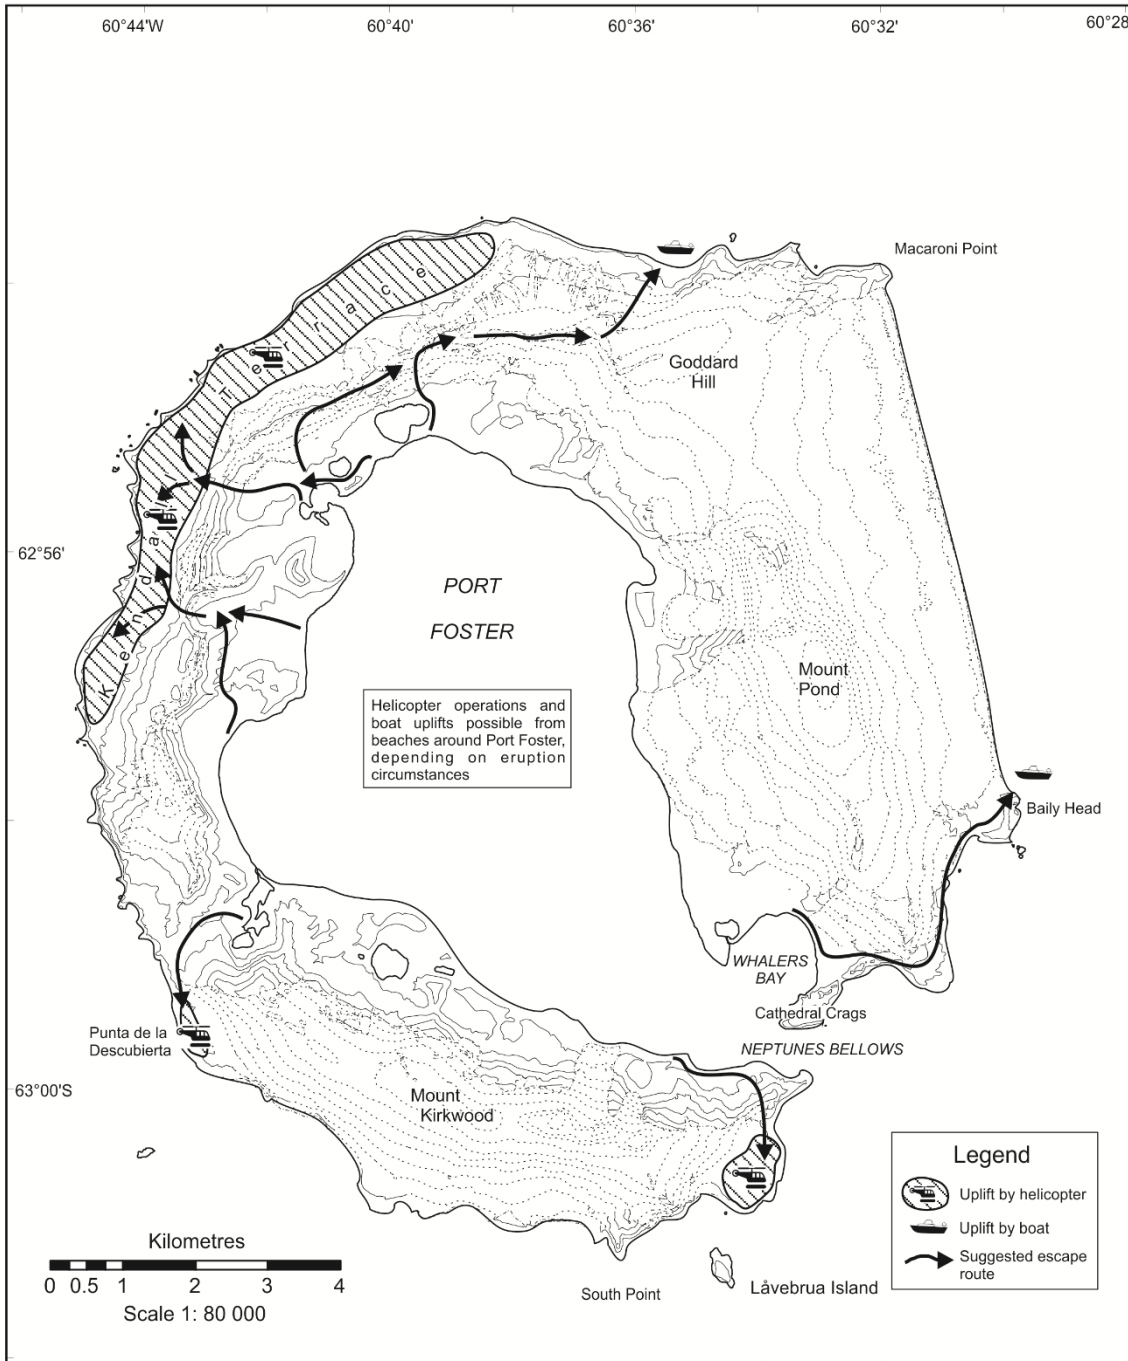 60°44'W
60°40'
60°36'
60°32'
60°28'
Macaroni Point
Goddard
Hill
Kendall Terrace
62°56'
PORT
FOSTER
Mount
Pond
Helicopter operations and
boat uplifts possible from
beaches around Port Foster,
depending on eruption
circumstances
Baily Head
WHALERS
BAY
Cathedral Crags
NEPTUNES BELLOWS
Punta de la
Descubierta
63°00'S
Mount
Kirkwood
Legend
Uplift by helicopter
Uplift by boat
Suggested escape
route
Kilometres
0 0.5 1 2 3 4
Scale 1: 80 000
South Point
Låvebrua Island